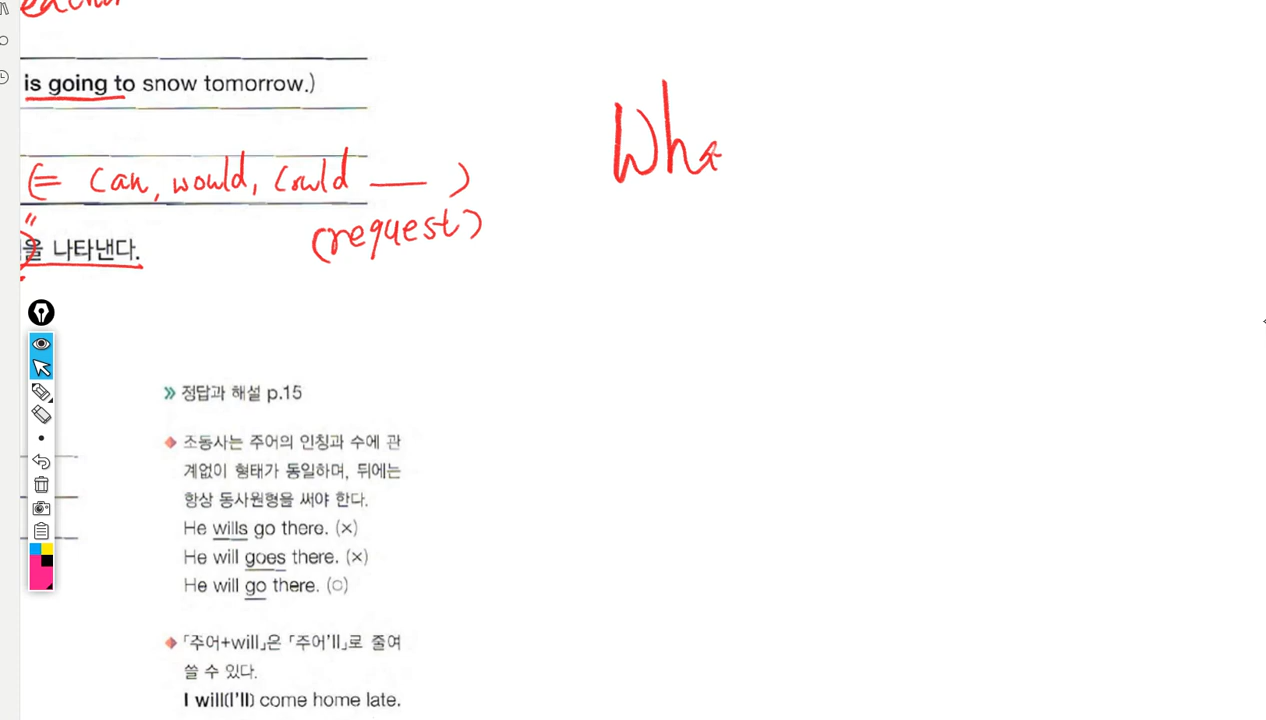 is going to snow tomorrow.)
(= can, would, could — )
(request)
을 나타낸다.
Wha
» 정답과 해설 p.15
조동사는 주어의 인칭과 수에 관
계없이 형태가 동일하며, 뒤에는
항상 동사원형을 써야 한다.
He wills go there. (×)
He will goes there. (×)
He will go there. (○)
「주어+will」은 「주어'll」로 줄여
쓸 수 있다.
I will(I'll) come home late.